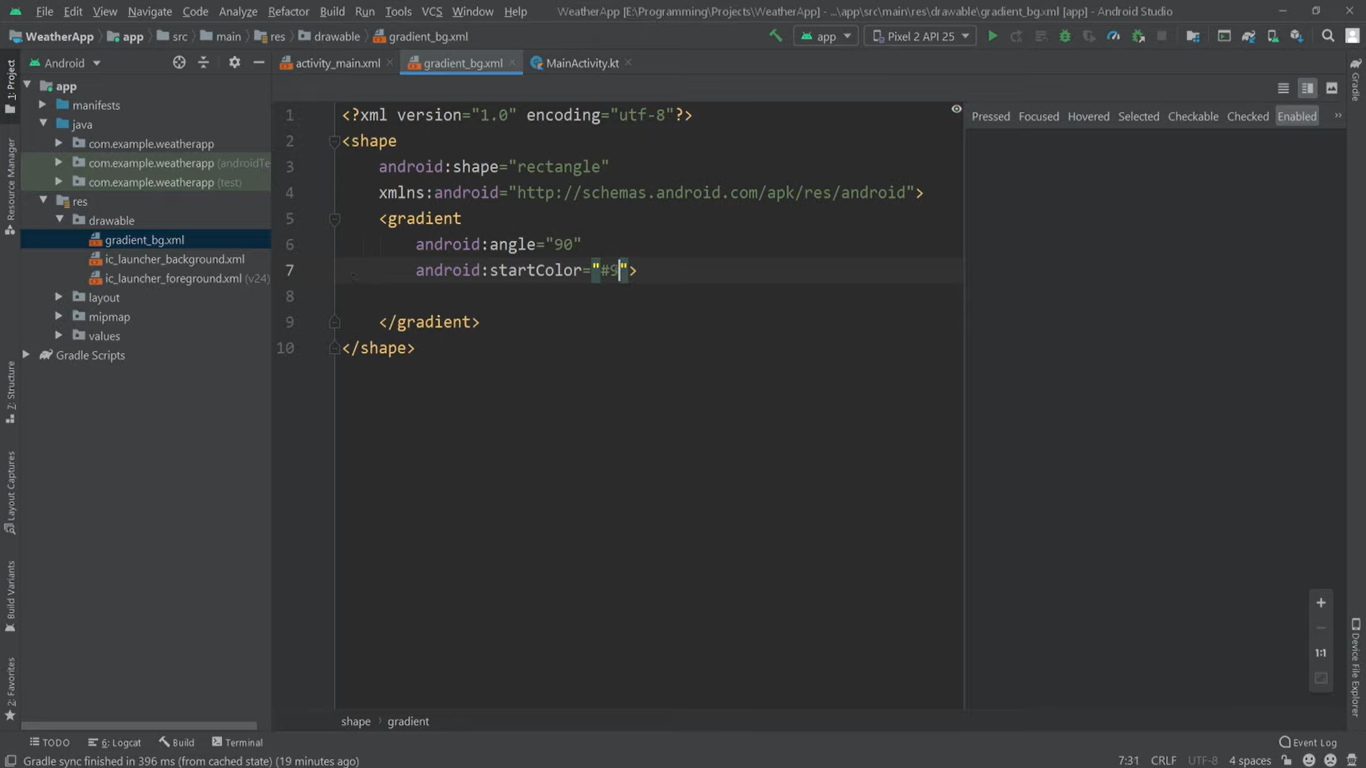 File Edit View Navigate Code Analyze Refactor Build Run Tools VCS Window Help WeatherApp [E:\Programming\Projects\WeatherApp] - ...\app\src\main\res\drawable\gradient_bg.xml [app] - Android Studio
WeatherApp app src main res drawable gradient_bg.xml app Pixel 2 API 25
Android activity_main.xml gradient_bg.xml MainActivity.kt
1: Project
Resource Manager
Z: Structure
Layout Captures
Build Variants
2: Favorites
app
manifests
java
com.example.weatherapp
com.example.weatherapp (androidTe
com.example.weatherapp (test)
res
drawable
gradient_bg.xml
ic_launcher_background.xml
ic_launcher_foreground.xml (v24)
layout
mipmap
values
Gradle Scripts
1 <?xml version="1.0" encoding="utf-8"?>
2 <shape
3 android:shape="rectangle"
4 xmlns:android="http://schemas.android.com/apk/res/android">
5 <gradient
6 android:angle="90"
7 android:startColor="#9">
8
9 </gradient>
10 </shape>
Pressed Focused Hovered Selected Checkable Checked Enabled »
1:1
Gradle
Device File Explorer
shape › gradient
TODO 6: Logcat Build Terminal Event Log
Gradle sync finished in 396 ms (from cached state) (19 minutes ago) 7:31 CRLF UTF-8 4 spaces